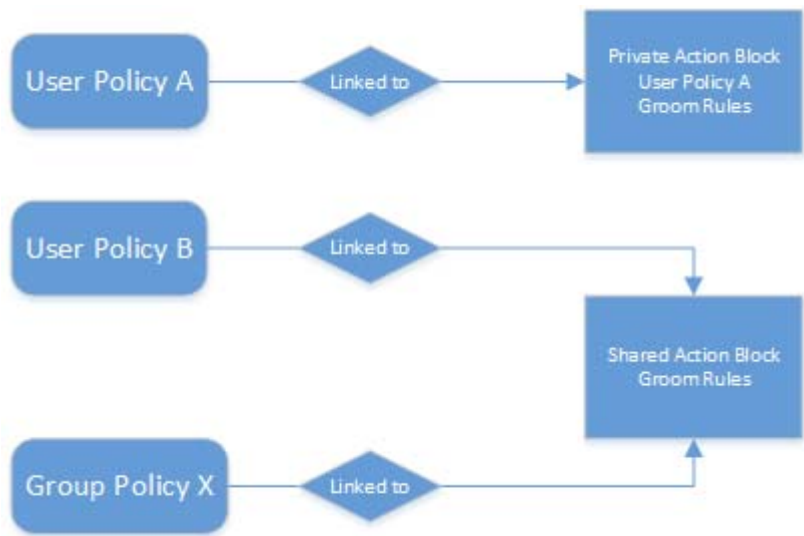 User Policy A
Linked to
Private Action Block
User Policy A
Groom Rules
User Policy B
Linked to
Shared Action Block
Groom Rules
Group Policy X
Linked to